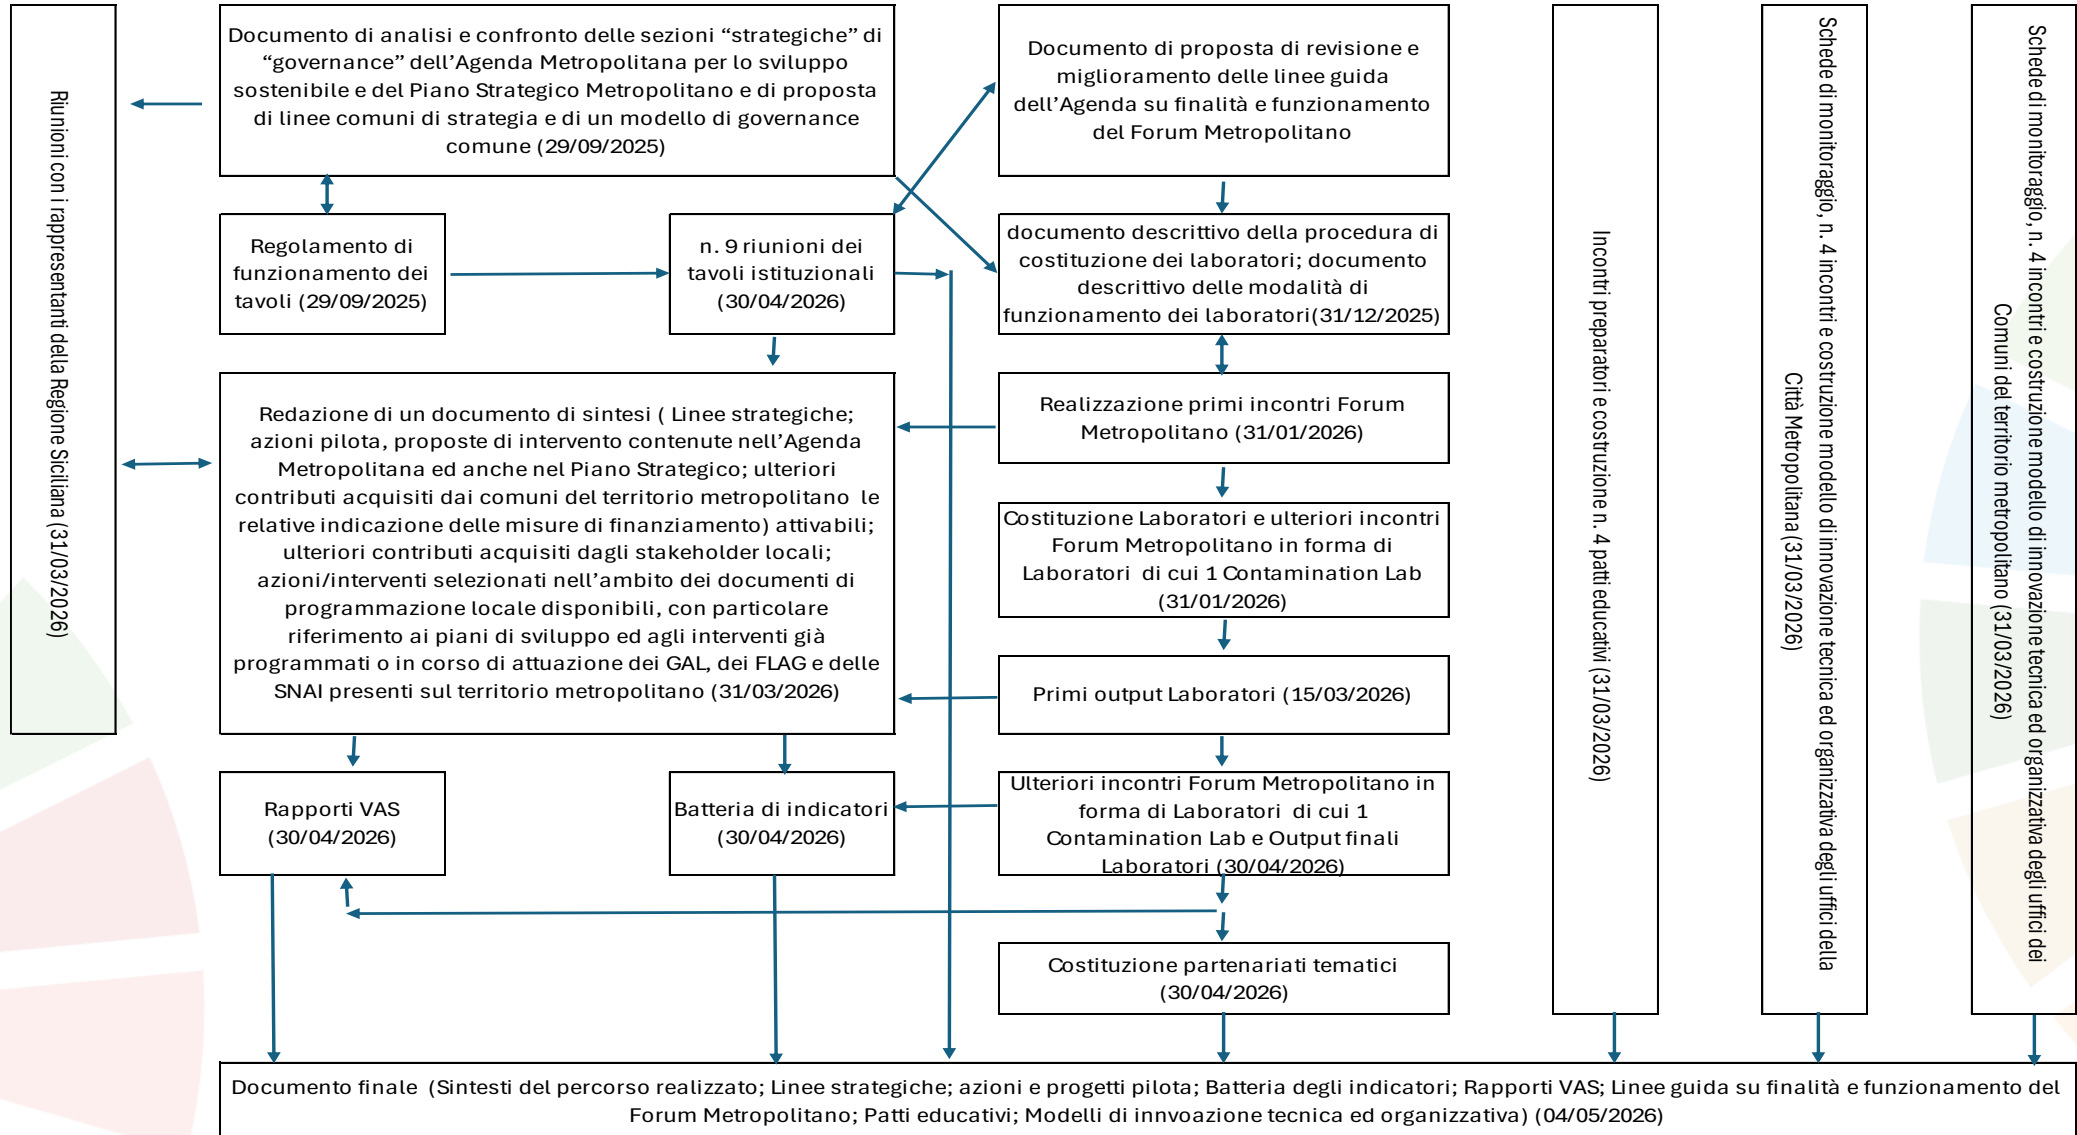 Riunioni con i rappresentanti della Regione Siciliana (31/03/2026)
Documento di analisi e confronto delle sezioni “strategiche” di
“governance” dell’Agenda Metropolitana per lo sviluppo
sostenibile e del Piano Strategico Metropolitano e di proposta
di linee comuni di strategia e di un modello di governance
comune (29/09/2025)
Documento di proposta di revisione e
miglioramento delle linee guida
dell’Agenda su finalità e funzionamento
del Forum Metropolitano
Regolamento di
funzionamento dei
tavoli (29/09/2025)
n. 9 riunioni dei
tavoli istituzionali
(30/04/2026)
documento descrittivo della procedura di
costituzione dei laboratori; documento
descrittivo delle modalità di
funzionamento dei laboratori(31/12/2025)
Redazione di un documento di sintesi ( Linee strategiche;
azioni pilota, proposte di intervento contenute nell’Agenda
Metropolitana ed anche nel Piano Strategico; ulteriori
contributi acquisiti dai comuni del territorio metropolitano le
relative indicazione delle misure di finanziamento) attivabili;
ulteriori contributi acquisiti dagli stakeholder locali;
azioni/interventi selezionati nell’ambito dei documenti di
programmazione locale disponibili, con particolare
riferimento ai piani di sviluppo ed agli interventi già
programmati o in corso di attuazione dei GAL, dei FLAG e delle
SNAI presenti sul territorio metropolitano (31/03/2026)
Realizzazione primi incontri Forum
Metropolitano (31/01/2026)
Costituzione Laboratori e ulteriori incontri
Forum Metropolitano in forma di
Laboratori di cui 1 Contamination Lab
(31/01/2026)
Primi output Laboratori (15/03/2026)
Rapporti VAS
(30/04/2026)
Batteria di indicatori
(30/04/2026)
Ulteriori incontri Forum Metropolitano in
forma di Laboratori di cui 1
Contamination Lab e Output finali
Laboratori (30/04/2026)
Costituzione partenariati tematici
(30/04/2026)
Incontri preparatori e costruzione n. 4 patti educativi (31/03/2026)
Schede di monitoraggio, n. 4 incontri e costruzione modello di innovazione tecnica ed organizzativa degli uffici della
Città Metropolitana (31/03/2026)
Schede di monitoraggio, n. 4 incontri e costruzione modello di innovazione tecnica ed organizzativa degli uffici dei
Comuni del territorio metropolitano (31/03/2026)
Documento finale (Sintesi del percorso realizzato; Linee strategiche; azioni e progetti pilota; Batteria degli indicatori; Rapporti VAS; Linee guida su finalità e funzionamento del
Forum Metropolitano; Patti educativi; Modelli di innvoazione tecnica ed organizzativa) (04/05/2026)